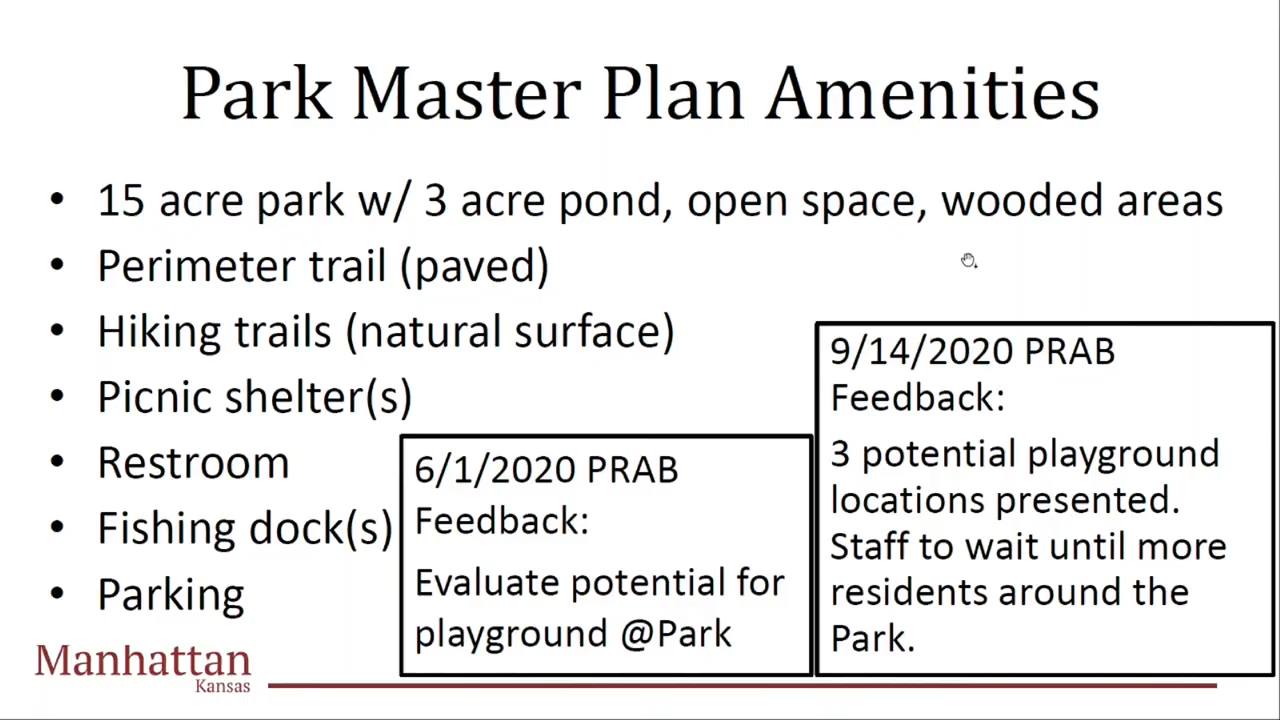 Park Master Plan Amenities
• 15 acre park w/ 3 acre pond, open space, wooded areas
• Perimeter trail (paved)
• Hiking trails (natural surface)
• Picnic shelter(s)
• Restroom
• Fishing dock(s)
• Parking
6/1/2020 PRAB
Feedback:
Evaluate potential for
playground @Park
9/14/2020 PRAB
Feedback:
3 potential playground
locations presented.
Staff to wait until more
residents around the
Park.
Manhattan
Kansas